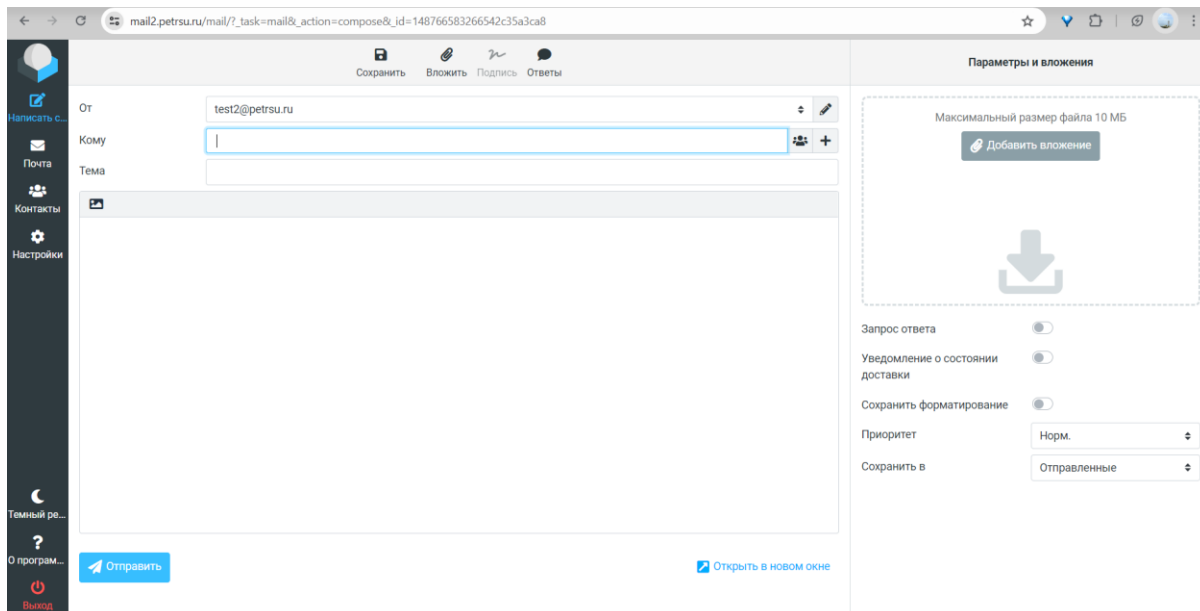 mail2.petrsu.ru/mail/?_task=mail&_action=compose&_id=148766583266542c35a3ca8
Написать с...
Почта
Контакты
Настройки
Темный ре...
О програм...
Выход
Сохранить Вложить Подпись Ответы
От test2@petrsu.ru
Кому
Тема
Отправить Открыть в новом окне
Параметры и вложения
Максимальный размер файла 10 МБ
Добавить вложение
Запрос ответа
Уведомление о состоянии
доставки
Сохранить форматирование
Приоритет Норм.
Сохранить в Отправленные